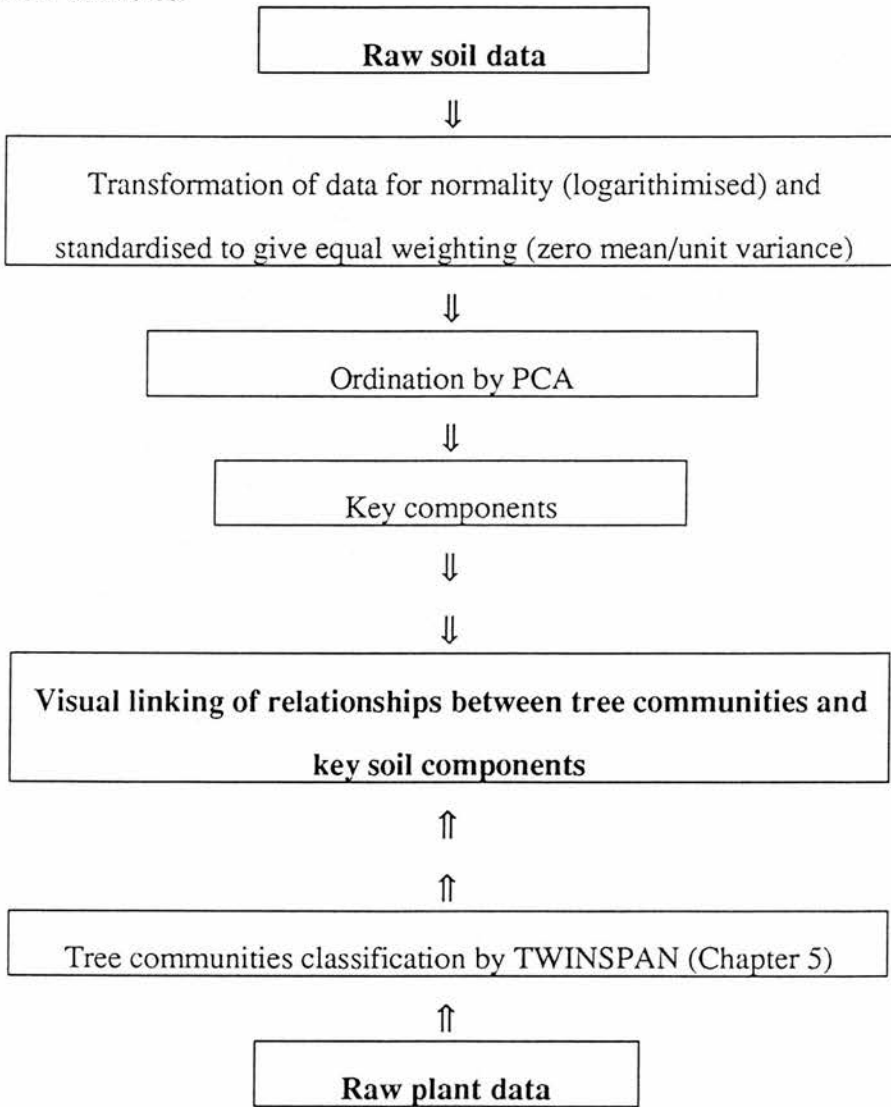 Raw soil data
⇓
Transformation of data for normality (logarithimised) and
standardised to give equal weighting (zero mean/unit variance)
⇓
Ordination by PCA
⇓
Key components
⇓
⇓
Visual linking of relationships between tree communities and
key soil components
⇑
⇑
Tree communities classification by TWINSPAN (Chapter 5)
⇑
Raw plant data